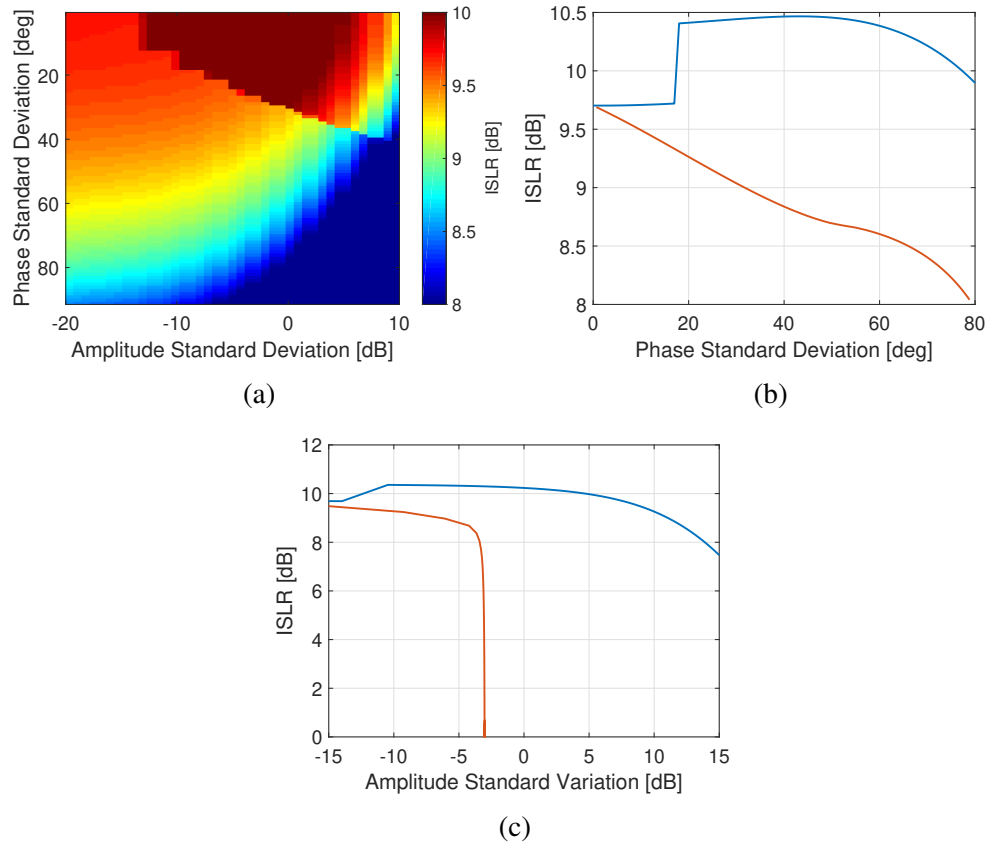 Phase Standard Deviation [deg]
20
40
60
80
-20 -10 0 10
Amplitude Standard Deviation [dB]
10
9.5
9
8.5
8
ISLR [dB]
(a)
ISLR [dB]
10.5
10
9.5
9
8.5
8
0 20 40 60 80
Phase Standard Deviation [deg]
(b)
ISLR [dB]
12
10
8
6
4
2
0
-15 -10 -5 0 5 10 15
Amplitude Standard Variation [dB]
(c)